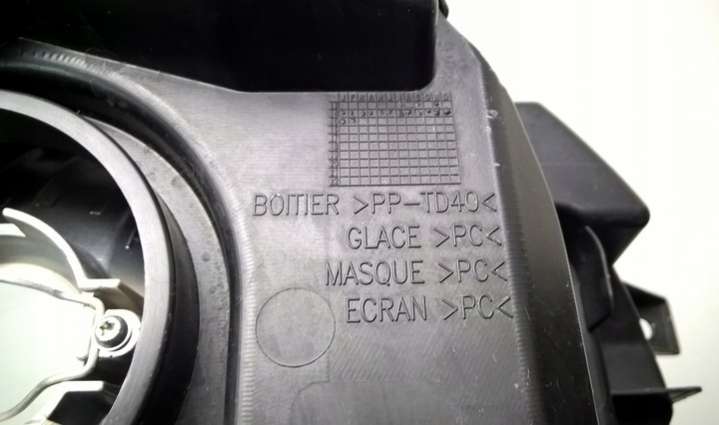 BOITIER >PP-TD40<
GLACE >PC<
MASQUE >PC<
ECRAN >PC<